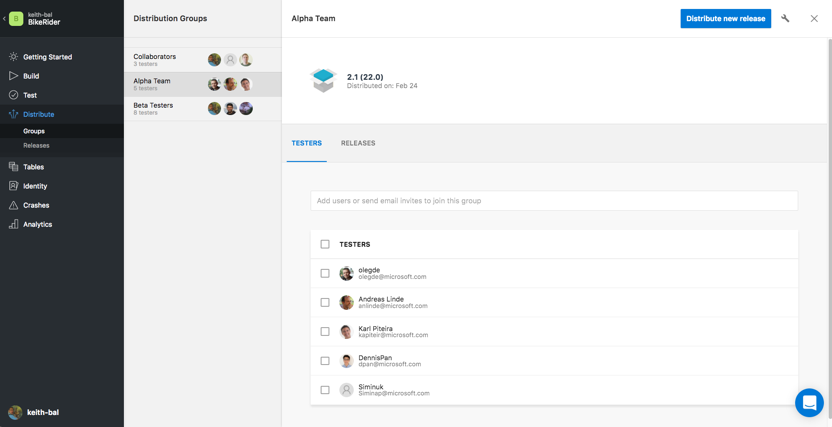 B
keith-bal
BikeRider
Getting Started
Build
Test
Distribute
Groups
Releases
Tables
Identity
Crashes
Analytics
keith-bal
Distribution Groups
Collaborators
3 testers
Alpha Team
5 testers
Beta Testers
8 testers
Alpha Team
Distribute new release
2.1 (22.0)
Distributed on: Feb 24
TESTERS
RELEASES
Add users or send email invites to join this group
TESTERS
olegde
olegde@microsoft.com
Andreas Linde
anlinde@microsoft.com
Karl Piteira
kapiteir@microsoft.com
DennisPan
dpan@microsoft.com
Siminuk
Siminap@microsoft.com